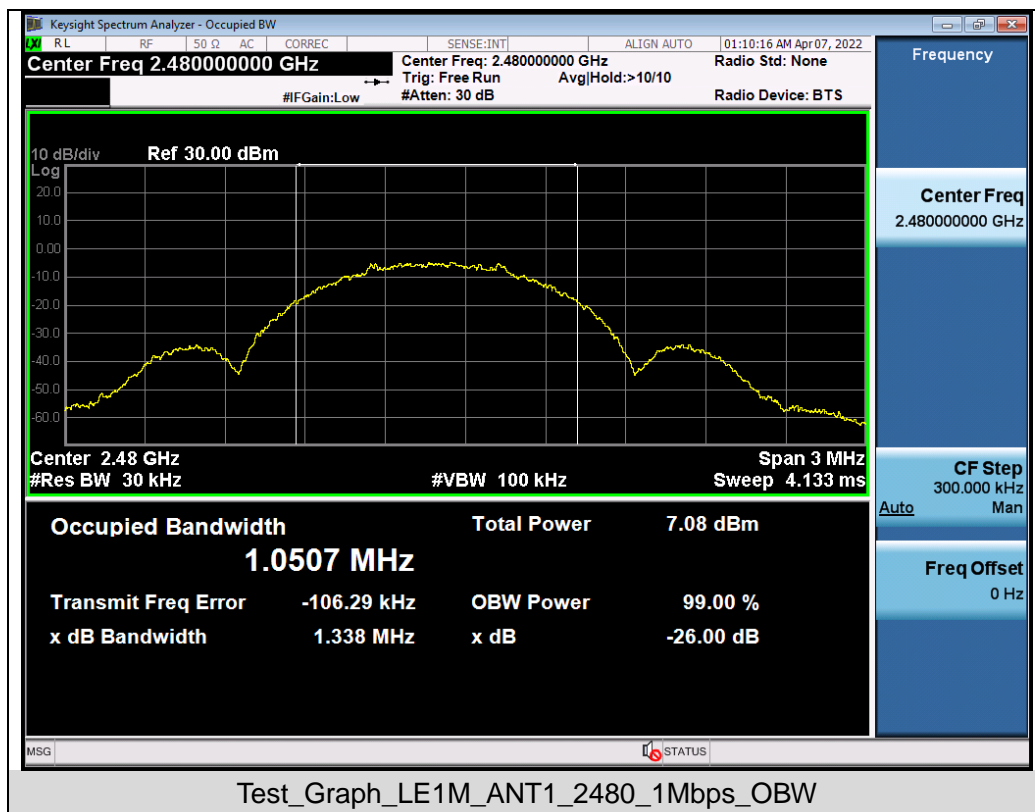 Keysight Spectrum Analyzer - Occupied BW
LXI RL RF 50 Ω AC CORREC SENSE:INT ALIGN AUTO 01:10:16 AM Apr 07, 2022
Center Freq 2.480000000 GHz
Center Freq: 2.480000000 GHz
Radio Std: None
Trig: Free Run Avg|Hold:>10/10
#IFGain:Low
#Atten: 30 dB
Radio Device: BTS
10 dB/div Ref 30.00 dBm
Log
20.0
10.0
0.00
-10.0
-20.0
-30.0
-40.0
-50.0
-60.0
Center 2.48 GHz Span 3 MHz
#Res BW 30 kHz #VBW 100 kHz Sweep 4.133 ms
Occupied Bandwidth Total Power 7.08 dBm
1.0507 MHz
Transmit Freq Error -106.29 kHz OBW Power 99.00 %
x dB Bandwidth 1.338 MHz x dB -26.00 dB
MSG STATUS
Frequency
Center Freq
2.480000000 GHz
CF Step
300.000 kHz
Auto Man
Freq Offset
0 Hz
Test_Graph_LE1M_ANT1_2480_1Mbps_OBW